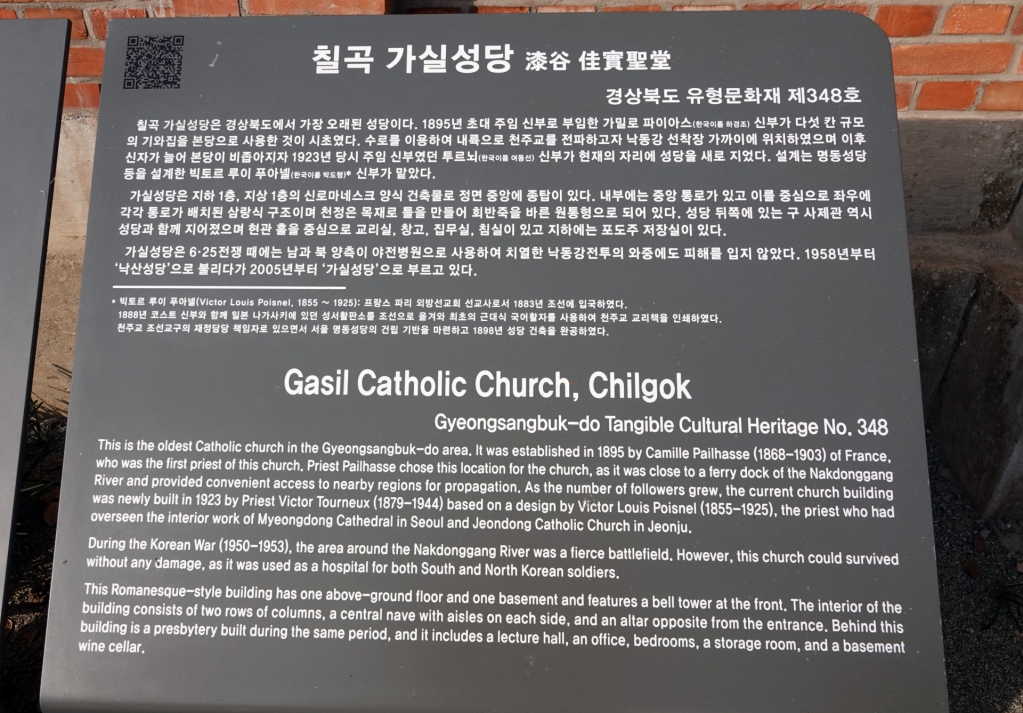 칠곡 가실성당 漆谷 佳實聖堂
경상북도 유형문화재 제348호
칠곡 가실성당은 경상북도에서 가장 오래된 성당이다. 1895년 초대 주임 신부로 부임한 가밀로 파이아스(한국이름 하경조) 신부가 다섯 칸 규모
의 기와집을 본당으로 사용한 것이 시초였다. 수로를 이용하여 내륙으로 천주교를 전파하고자 낙동강 선착장 가까이에 위치하였으며 이후
신자가 늘어 본당이 비좁아지자 1923년 당시 주임 신부였던 투르뇌(한국이름 여동선) 신부가 현재의 자리에 성당을 새로 지었다. 설계는 명동성당
등을 설계한 빅토르 루이 푸아넬(한국이름 박도행)* 신부가 맡았다.
가실성당은 지하 1층, 지상 1층의 신로마네스크 양식 건축물로 정면 중앙에 종탑이 있다. 내부에는 중앙 통로가 있고 이를 중심으로 좌우에
각각 통로가 배치된 삼랑식 구조이며 천정은 목재로 틀을 만들어 회반죽을 바른 원통형으로 되어 있다. 성당 뒤쪽에 있는 구 사제관 역시
성당과 함께 지어졌으며 현관 홀을 중심으로 교리실, 창고, 집무실, 침실이 있고 지하에는 포도주 저장실이 있다.
가실성당은 6·25전쟁 때에는 남과 북 양측이 야전병원으로 사용하여 치열한 낙동강전투의 와중에도 피해를 입지 않았다. 1958년부터
‘낙산성당’으로 불리다가 2005년부터 ‘가실성당’으로 부르고 있다.
* 빅토르 루이 푸아넬(Victor Louis Poisnel, 1855 ~ 1925): 프랑스 파리 외방선교회 선교사로서 1883년 조선에 입국하였다.
1888년 코스트 신부와 함께 일본 나가사키에 있던 성서활판소를 조선으로 옮겨와 최초의 근대식 국어활자를 사용하여 천주교 교리책을 인쇄하였다.
천주교 조선교구의 재정담당 책임자로 있으면서 서울 명동성당의 건립 기반을 마련하고 1898년 성당 건축을 완공하였다.
Gasil Catholic Church, Chilgok
Gyeongsangbuk-do Tangible Cultural Heritage No. 348
This is the oldest Catholic church in the Gyeongsangbuk-do area. It was established in 1895 by Camille Pailhasse (1868-1903) of France,
who was the first priest of this church. Priest Pailhasse chose this location for the church, as it was close to a ferry dock of the Nakdonggang
River and provided convenient access to nearby regions for propagation. As the number of followers grew, the current church building
was newly built in 1923 by Priest Victor Tourneux (1879-1944) based on a design by Victor Louis Poisnel (1855-1925), the priest who had
overseen the interior work of Myeongdong Cathedral in Seoul and Jeondong Catholic Church in Jeonju.
During the Korean War (1950-1953), the area around the Nakdonggang River was a fierce battlefield. However, this church could survived
without any damage, as it was used as a hospital for both South and North Korean soldiers.
This Romanesque-style building has one above-ground floor and one basement and features a bell tower at the front. The interior of the
building consists of two rows of columns, a central nave with aisles on each side, and an altar opposite from the entrance. Behind this
building is a presbytery built during the same period, and it includes a lecture hall, an office, bedrooms, a storage room, and a basement
wine cellar.